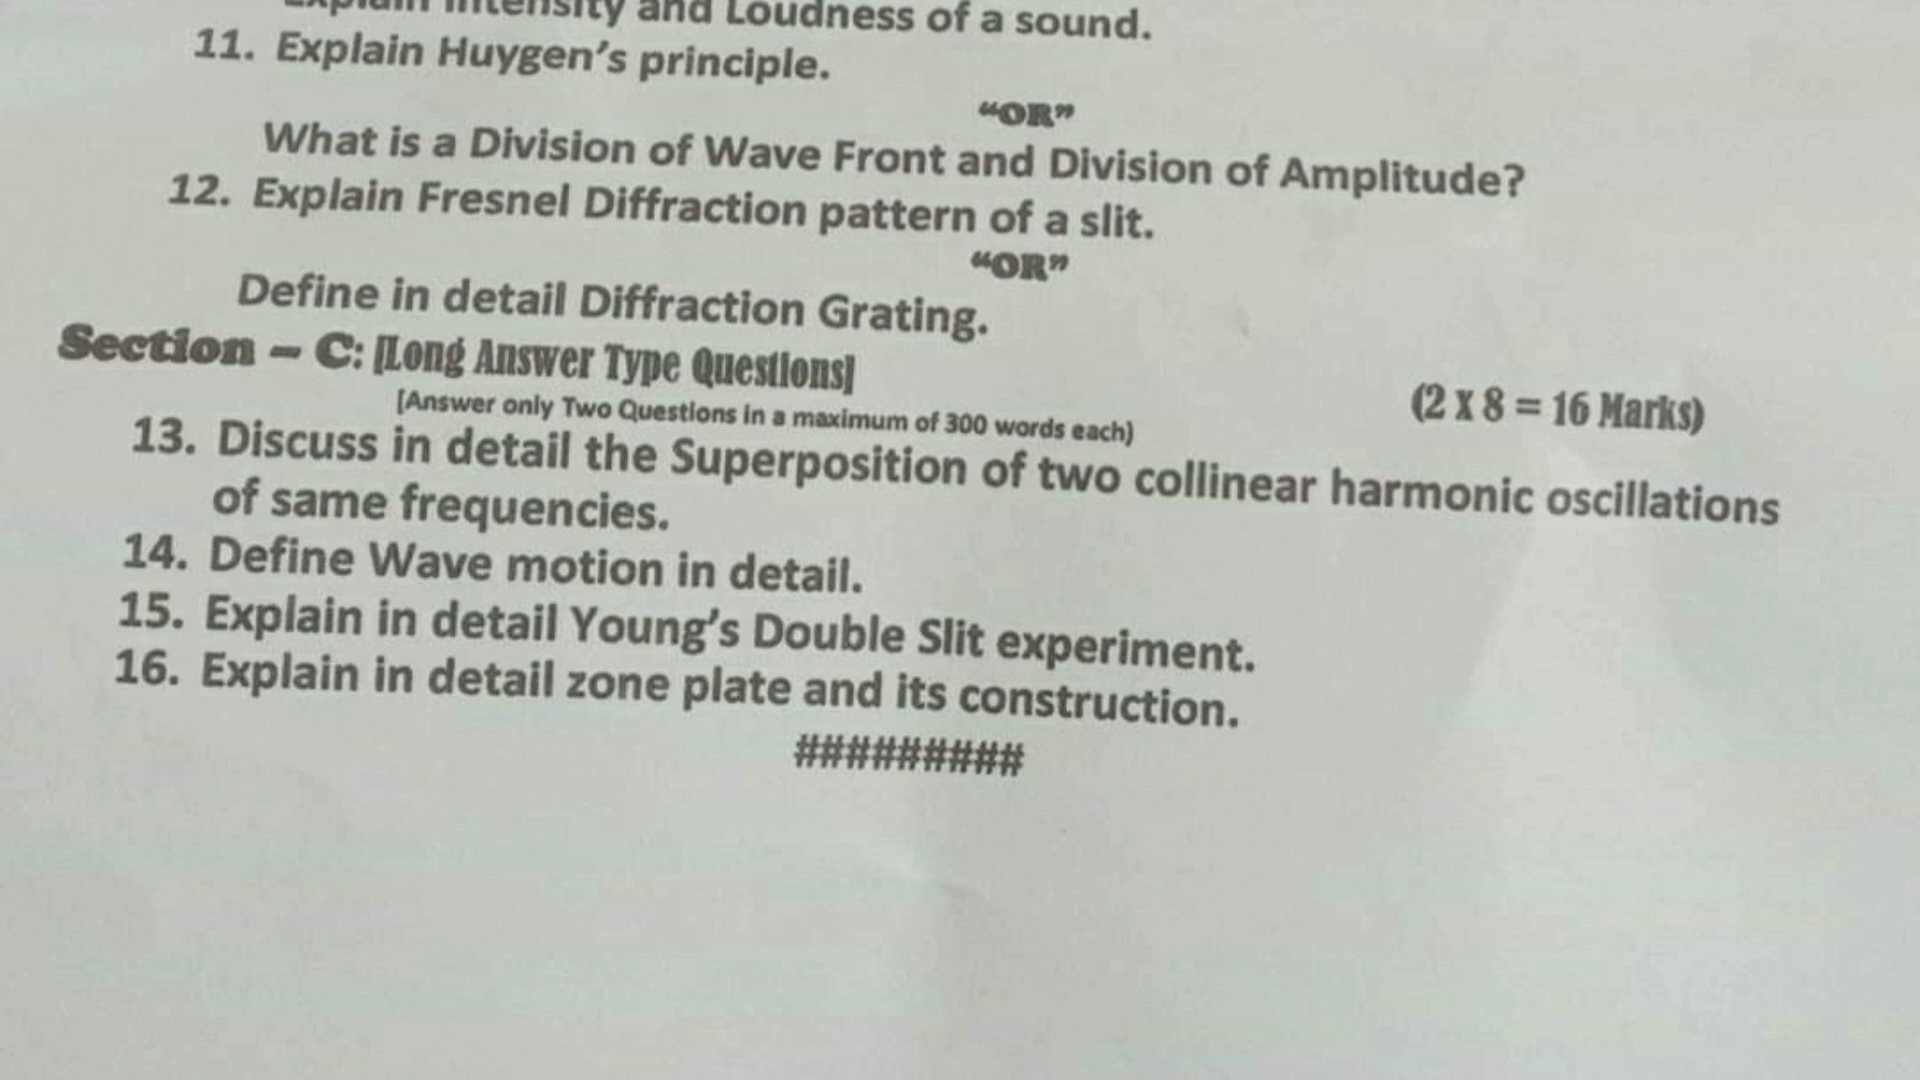 Explain Intensity and Loudness of a sound.
11. Explain Huygen's principle.
“OR”
What is a Division of Wave Front and Division of Amplitude?
12. Explain Fresnel Diffraction pattern of a slit.
“OR”
Define in detail Diffraction Grating.
Section – C: [Long Answer Type Questions]
(2 x 8 = 16 Marks)
[Answer only Two Questions in a maximum of 300 words each)
13. Discuss in detail the Superposition of two collinear harmonic oscillations
of same frequencies.
14. Define Wave motion in detail.
15. Explain in detail Young's Double Slit experiment.
16. Explain in detail zone plate and its construction.
#########